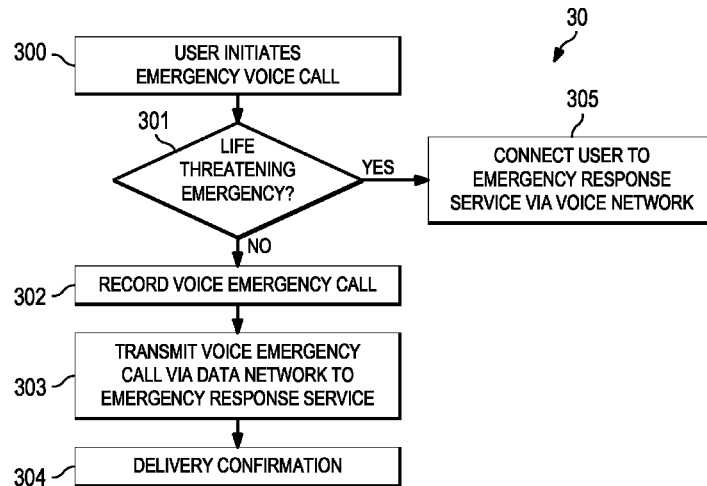 30
300
USER INITIATES
EMERGENCY VOICE CALL
301
LIFE
THREATENING
EMERGENCY?
YES
305
CONNECT USER TO
EMERGENCY RESPONSE
SERVICE VIA VOICE NETWORK
NO
302
RECORD VOICE EMERGENCY CALL
303
TRANSMIT VOICE EMERGENCY
CALL VIA DATA NETWORK TO
EMERGENCY RESPONSE SERVICE
304
DELIVERY CONFIRMATION